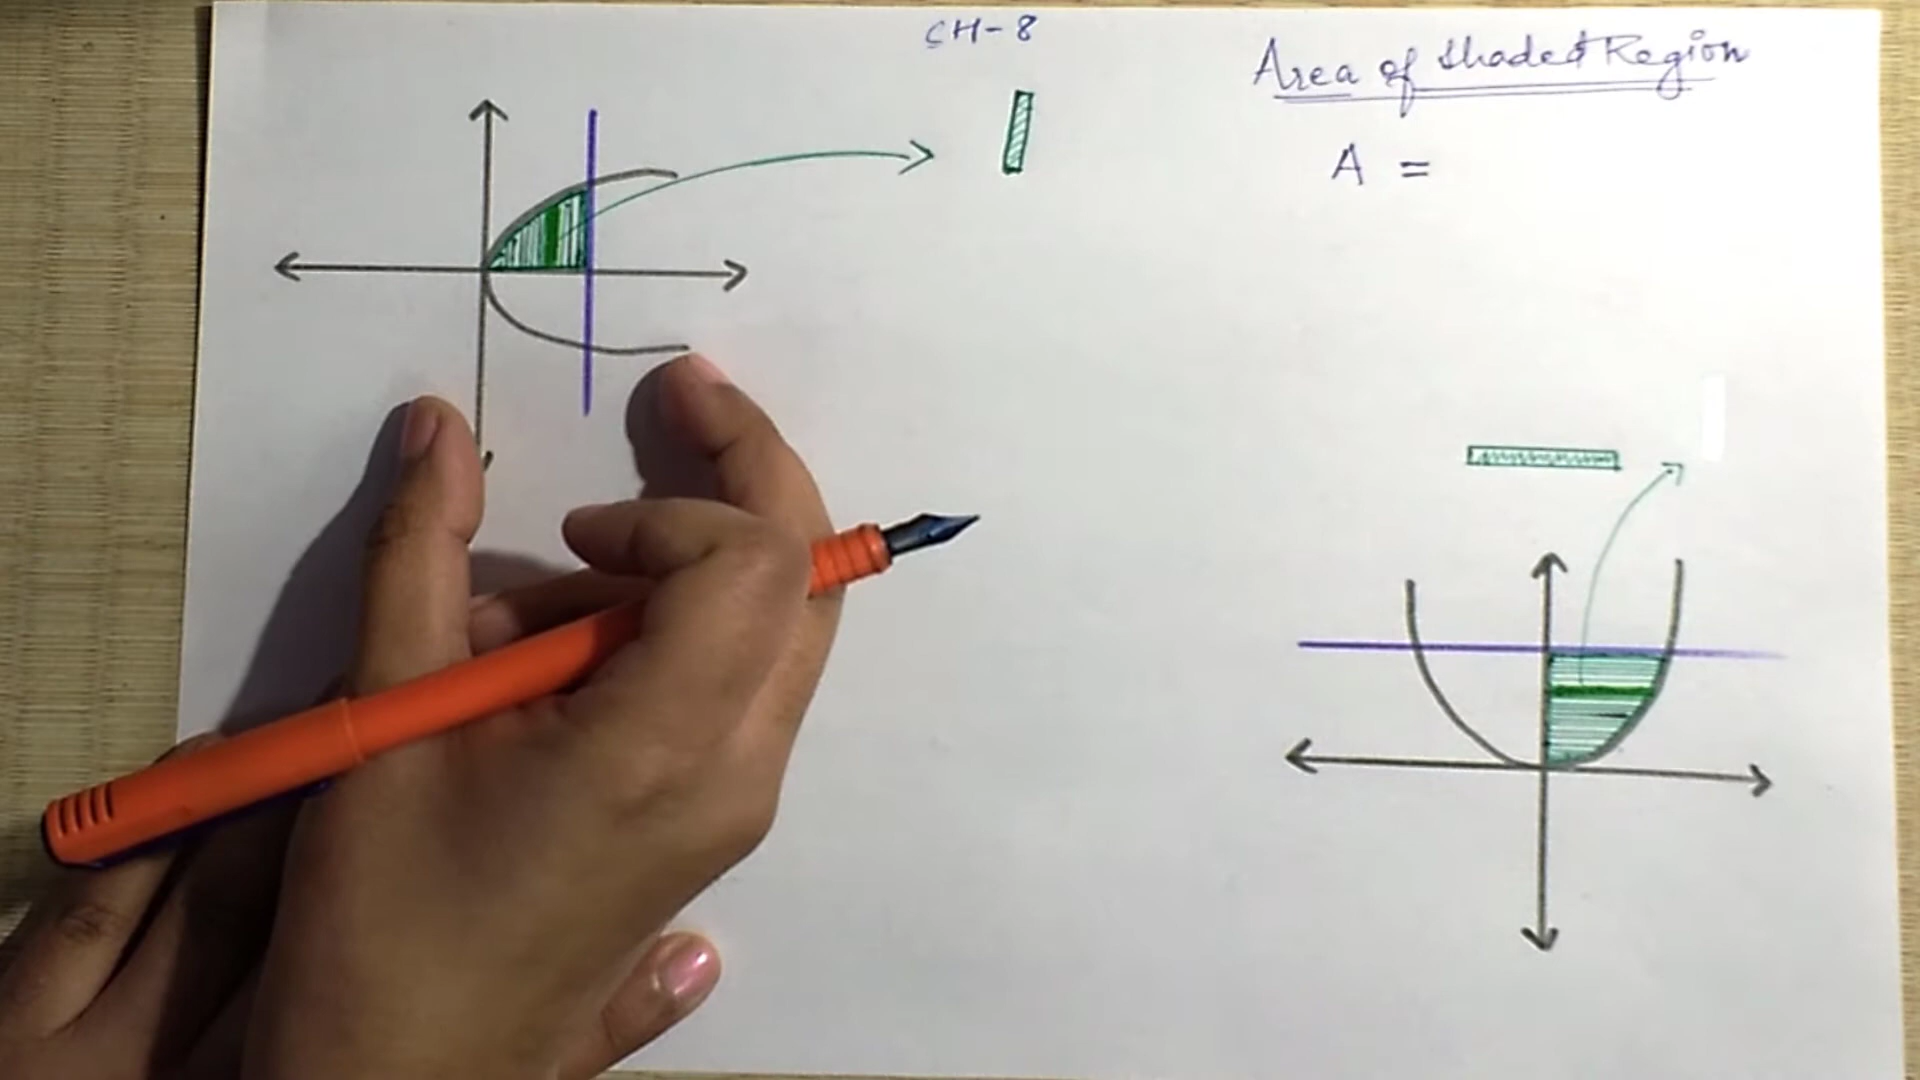 CH-8
Area of Shaded Region
A =